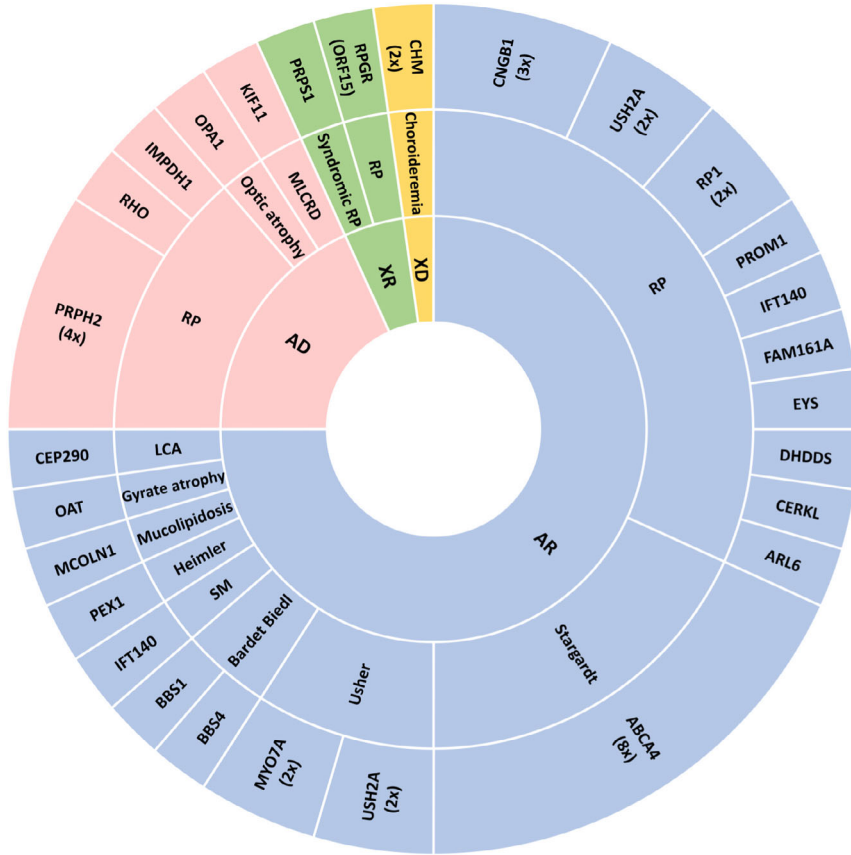 CNGB1
(3x)
USH2A
(2x)
RP1
(2x)
PROM1
IFT140
FAM161A
EYS
DHDDS
CERKL
ARL6
ABCA4
(8x)
USH2A
(2x)
MYO7A
(2x)
BBS4
BBS1
IFT140
PEX1
MCOLN1
OAT
CEP290
PRPH2
(4x)
RHO
IMPDH1
OPA1
KIF11
PRPS1
RPGR
(ORF15)
CHM
(2x)
RP
Stargardt
Usher
Bardet Biedl
SM
Heimler
Mucolipidosis
Gyrate atrophy
LCA
RP
Optic atrophy
MLCRD
Syndromic RP
RP
Choroideremia
AR
AD
XR
XD